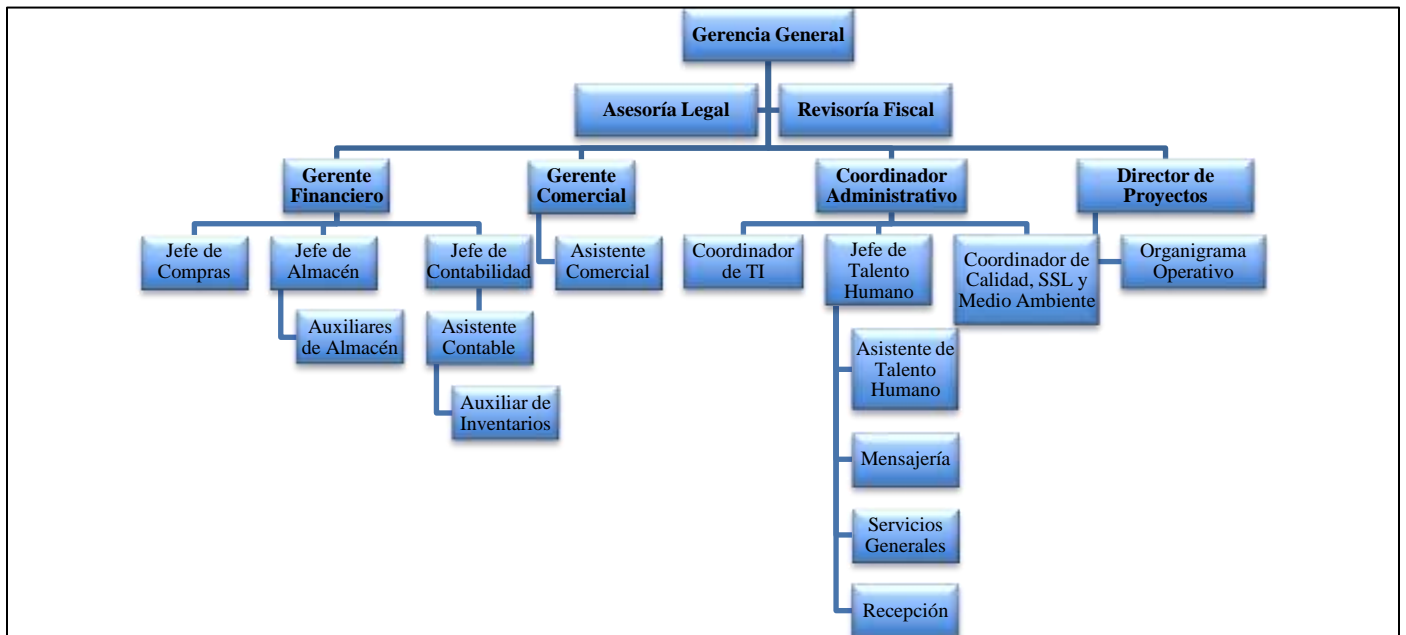 Gerencia General
Asesoría Legal
Revisoría Fiscal
Gerente
Financiero
Gerente
Comercial
Coordinador
Administrativo
Director de
Proyectos
Jefe de
Compras
Jefe de
Almacén
Jefe de
Contabilidad
Asistente
Comercial
Coordinador
de TI
Jefe de
Talento
Humano
Coordinador de
Calidad, SSL y
Medio Ambiente
Organigrama
Operativo
Auxiliares
de Almacén
Asistente
Contable
Asistente de
Talento
Humano
Auxiliar de
Inventarios
Mensajería
Servicios
Generales
Recepción